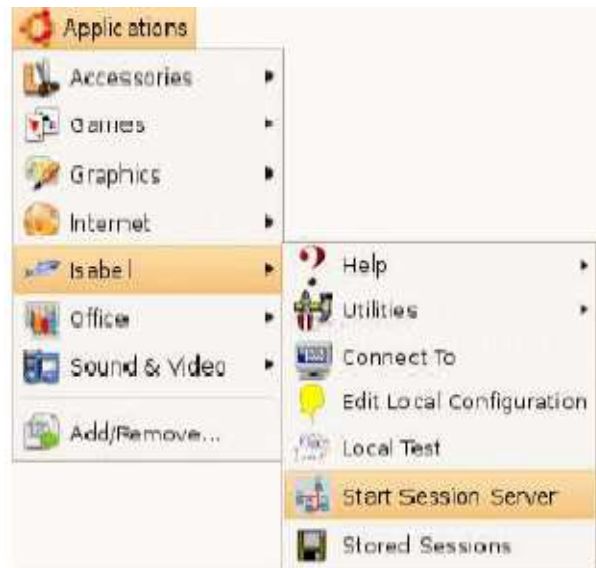 Applications
Accessories
Games
Graphics
Internet
Isabel
Office
Sound & Video
Add/Remove...
Help
Utilities
Connect To
Edit Local Configuration
Local Test
Start Session Server
Stored Sessions